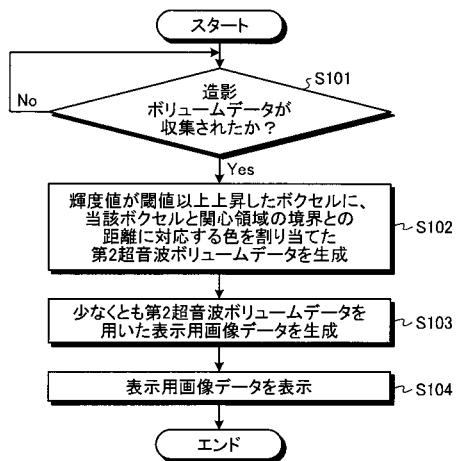 スタート
S101
造影
ボリュームデータが
収集されたか？
No
Yes
輝度値が閾値以上上昇したボクセルに、
当該ボクセルと関心領域の境界との
距離に対応する色を割り当てた
第2超音波ボリュームデータを生成
S102
少なくとも第2超音波ボリュームデータを
用いた表示用画像データを生成
S103
表示用画像データを表示
S104
エンド